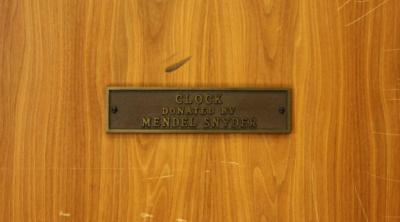 CLOCK
DONATED BY
MENDEL SNYDER